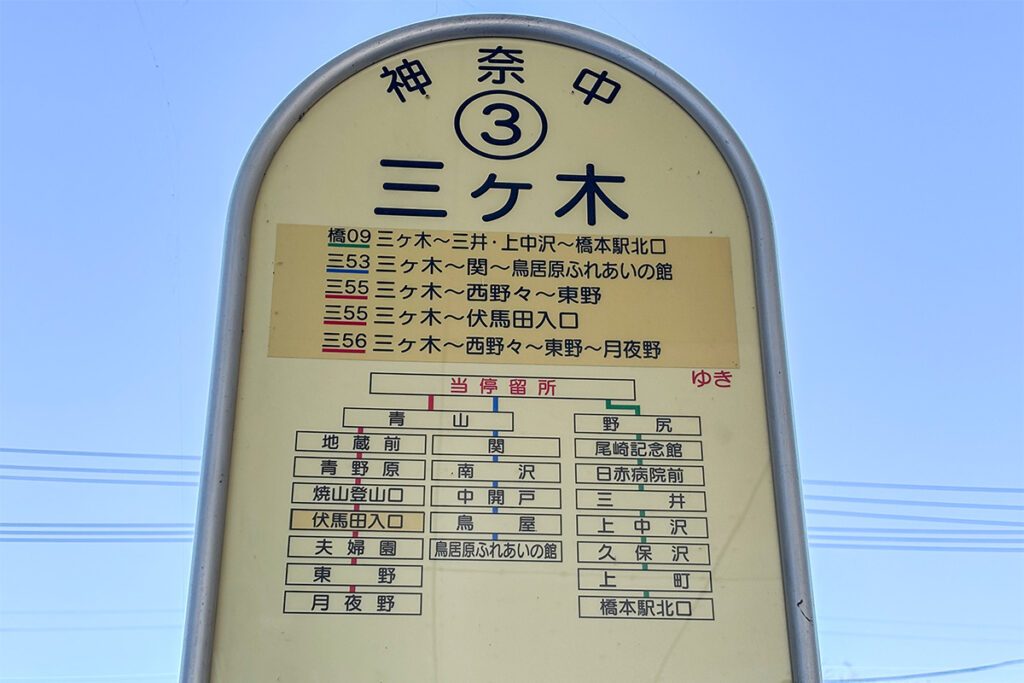 神奈中
③
三ヶ木
橋09 三ヶ木～三井・上中沢～橋本駅北口
三53 三ヶ木～関～鳥居原ふれあいの館
三55 三ヶ木～西野々～東野
三55 三ヶ木～伏馬田入口
三56 三ヶ木～西野々～東野～月夜野
ゆき
当停留所
青山
地蔵前
青野原
焼山登山口
伏馬田入口
夫婦園
東野
月夜野
関
南沢
中開戸
鳥屋
鳥居原ふれあいの館
野尻
尾崎記念館
日赤病院前
三井
上中沢
久保沢
上町
橋本駅北口